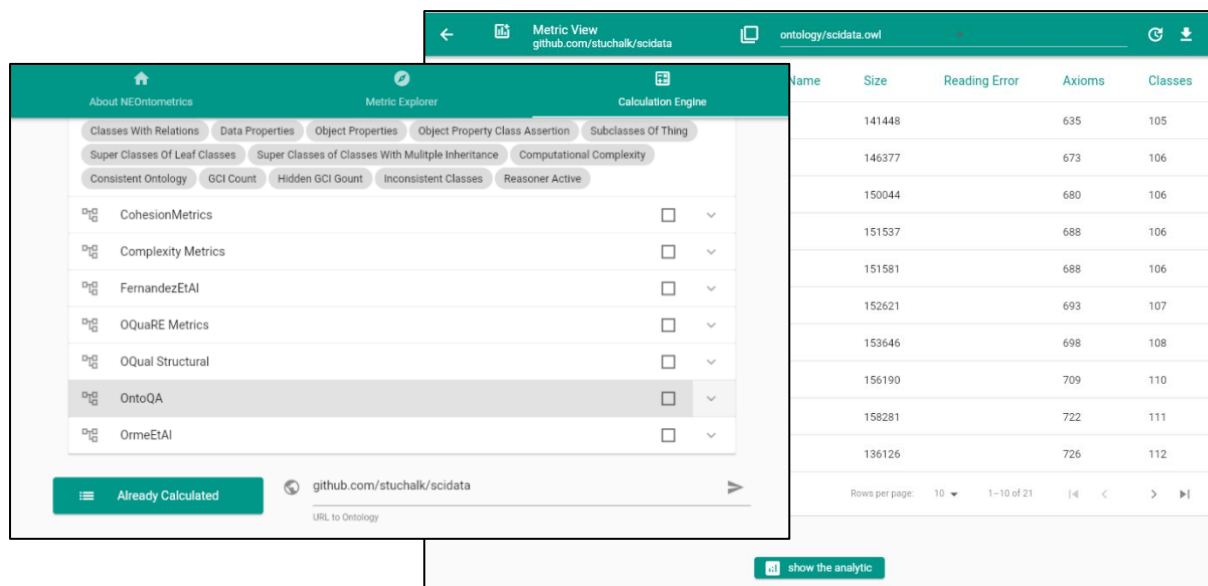 Metric View
github.com/stuchalk/scidata
ontology/scidata.owl
About NEOntometrics
Metric Explorer
Calculation Engine
Classes With Relations Data Properties Object Properties Object Property Class Assertion Subclasses Of Thing
Super Classes Of Leaf Classes Super Classes of Classes With Mulitple Inheritance Computational Complexity
Consistent Ontology GCI Count Hidden GCI Gount Inconsistent Classes Reasoner Active
CohesionMetrics
Complexity Metrics
FernandezEtAl
OQuaRE Metrics
OQual Structural
OntoQA
OrmeEtAl
Already Calculated
github.com/stuchalk/scidata
URL to Ontology
Name Size Reading Error Axioms Classes
141448 635 105
146377 673 106
150044 680 106
151537 688 106
151581 688 106
152621 693 107
153646 698 108
156190 709 110
158281 722 111
136126 726 112
Rows per page: 10 1–10 of 21
show the analytic